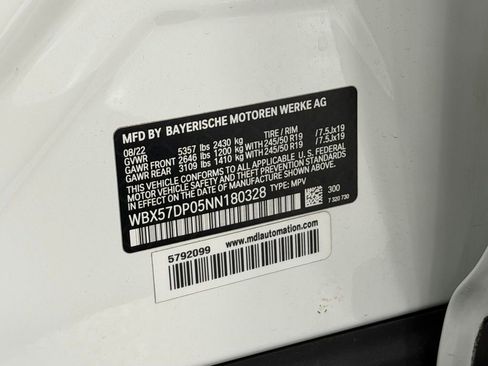 MFD BY BAYERISCHE MOTOREN WERKE AG
08/22 5357 lbs 2430 kg TIRE / RIM
GVWR
GAWR FRONT 2646 lbs 1200 kg WITH 245/50 R19 /7.5Jx19
GAWR REAR 3109 lbs 1410 kg WITH 245/50 R19 /7.5Jx19
THIS VEHICLE CONFORMS TO ALL APPLICABLE U.S. FEDERAL
MOTOR VEHICLE SAFETY, BUMPER, AND THEFT PREVENTION
STANDARDS IN EFFECT ON THE DATE OF MANUFACTURE
SHOWN ABOVE.
WBX57DP05NN180328 TYPE: MPV
300
7 320 730
5792099 www.mdlautomation.com